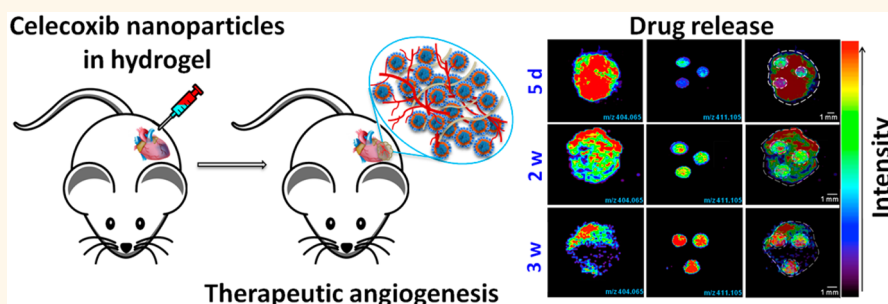 Celecoxib nanoparticles
in hydrogel
Therapeutic angiogenesis
Drug release
5 d
m/z 404.065
m/z 411.105
1 mm
2 w
m/z 404.065
m/z 411.105
1 mm
3 w
m/z 404.065
m/z 411.105
1 mm
Intensity